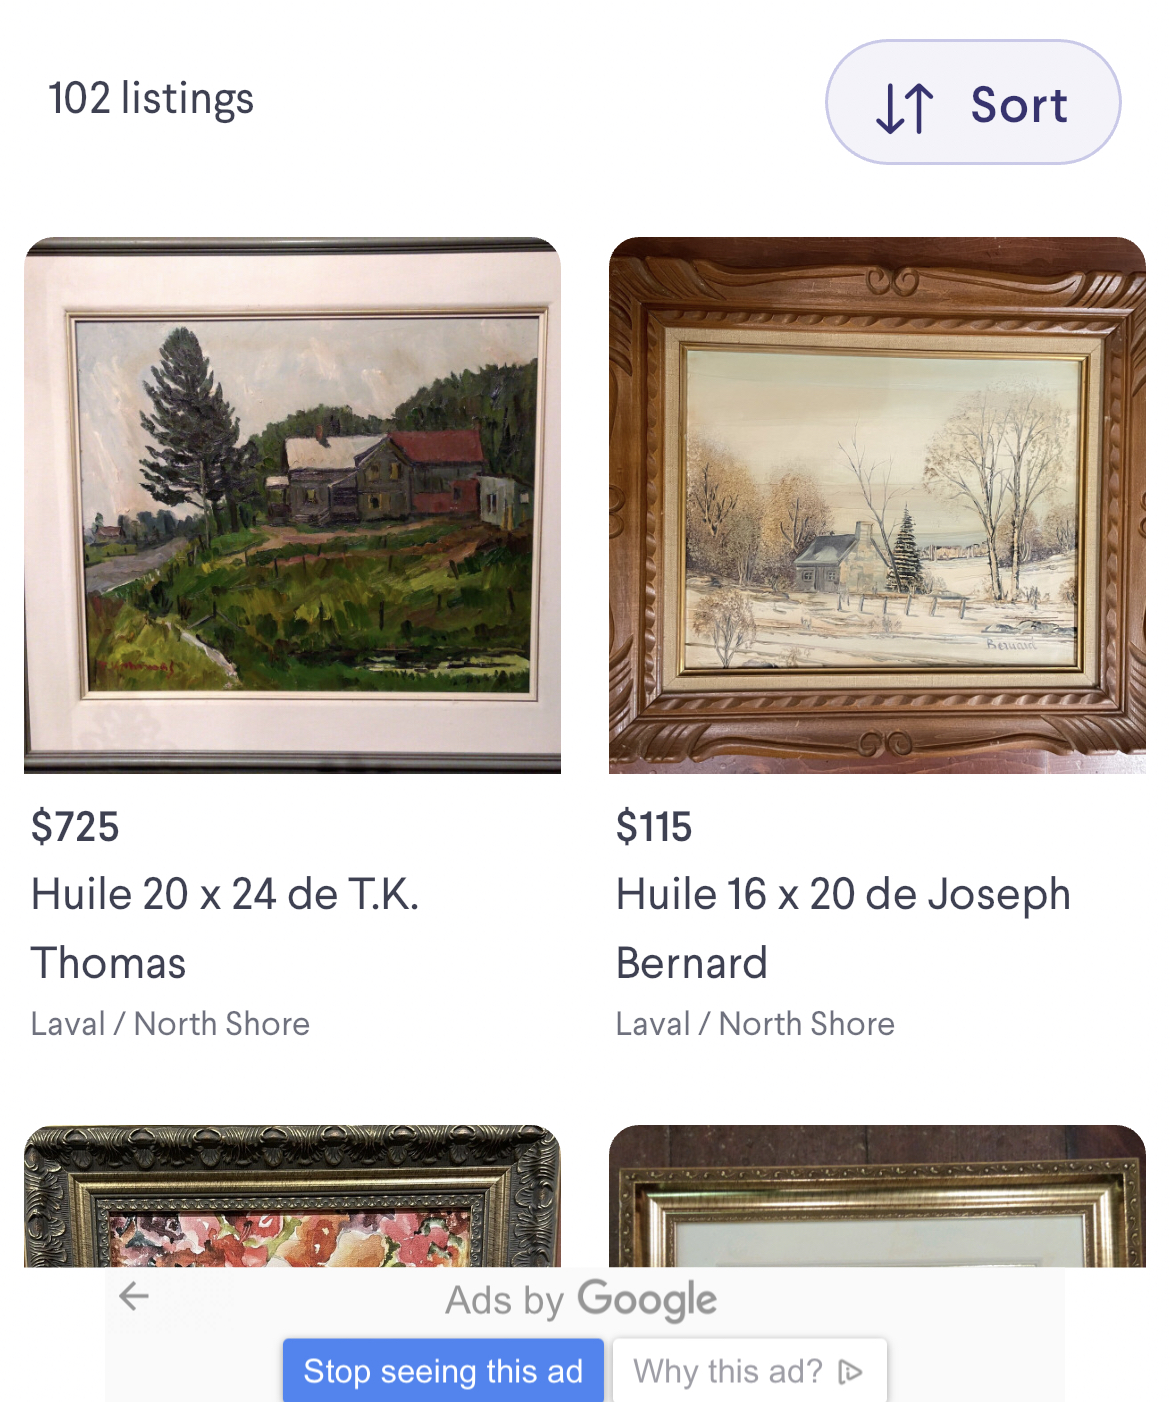 102 listings
Sort
Bernard
$725
Huile 20 x 24 de T.K.
Thomas
Laval / North Shore
$115
Huile 16 x 20 de Joseph
Bernard
Laval / North Shore
Ads by Google
Stop seeing this ad
Why this ad?